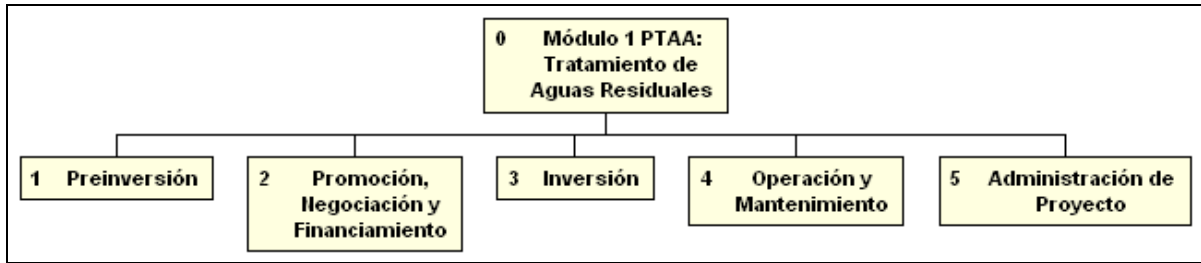 0 Módulo 1 PTAA:
Tratamiento de
Aguas Residuales
1 Preinversión
2 Promoción,
Negociación y
Financiamiento
3 Inversión
4 Operación y
Mantenimiento
5 Administración de
Proyecto